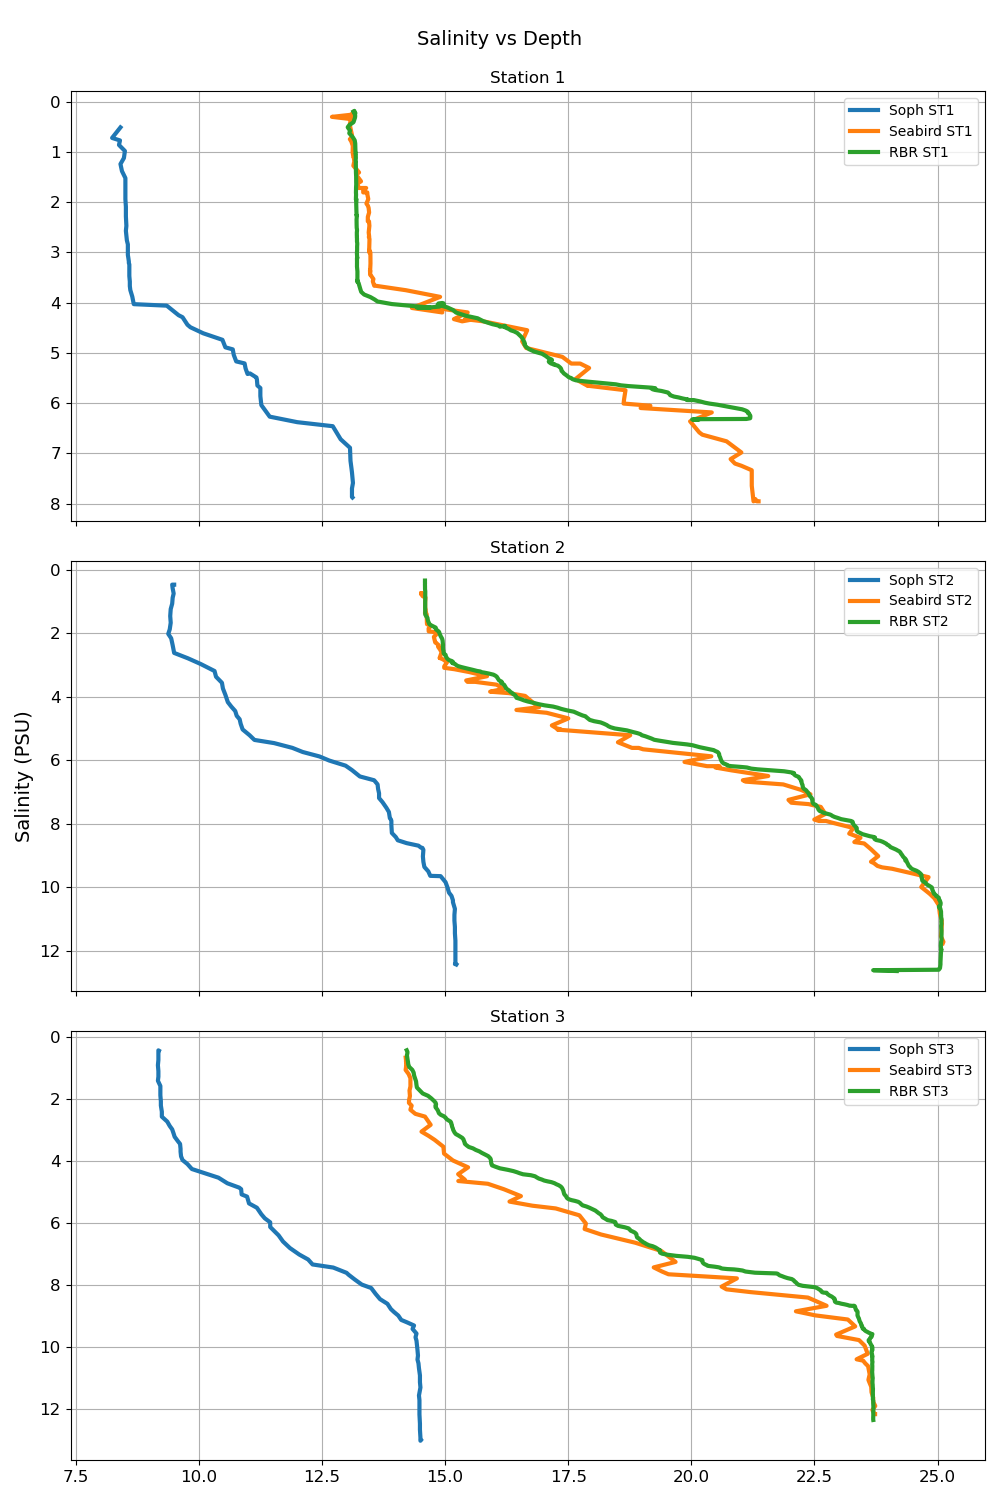 Salinity vs Depth
Station 1
Soph ST1
Seabird ST1
RBR ST1
0
1
2
3
4
5
6
7
8
Station 2
Soph ST2
Seabird ST2
RBR ST2
0
2
4
6
8
10
12
Salinity (PSU)
Station 3
Soph ST3
Seabird ST3
RBR ST3
0
2
4
6
8
10
12
7.5 10.0 12.5 15.0 17.5 20.0 22.5 25.0